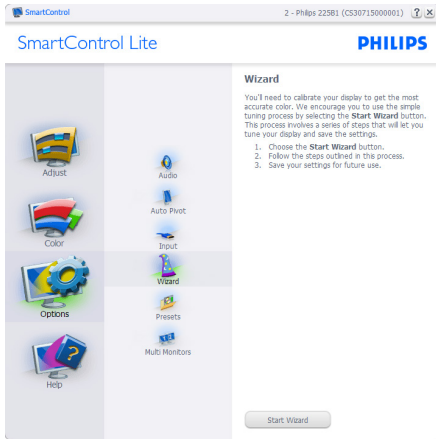 SmartControl
2 - Philips 225B1 (CS30715000001)
? X
SmartControl Lite
PHILIPS
Adjust
Color
Options
Help
Audio
Auto Pivot
Input
Wizard
Presets
Multi Monitors
Wizard
You'll need to calibrate your display to get the most
accurate color. We encourage you to use the simple
tuning process by selecting the Start Wizard button.
This process involves a series of steps that will let you
tune your display and save the settings.
1. Choose the Start Wizard button.
2. Follow the steps outlined in this process.
3. Save your settings for future use.
Start Wizard